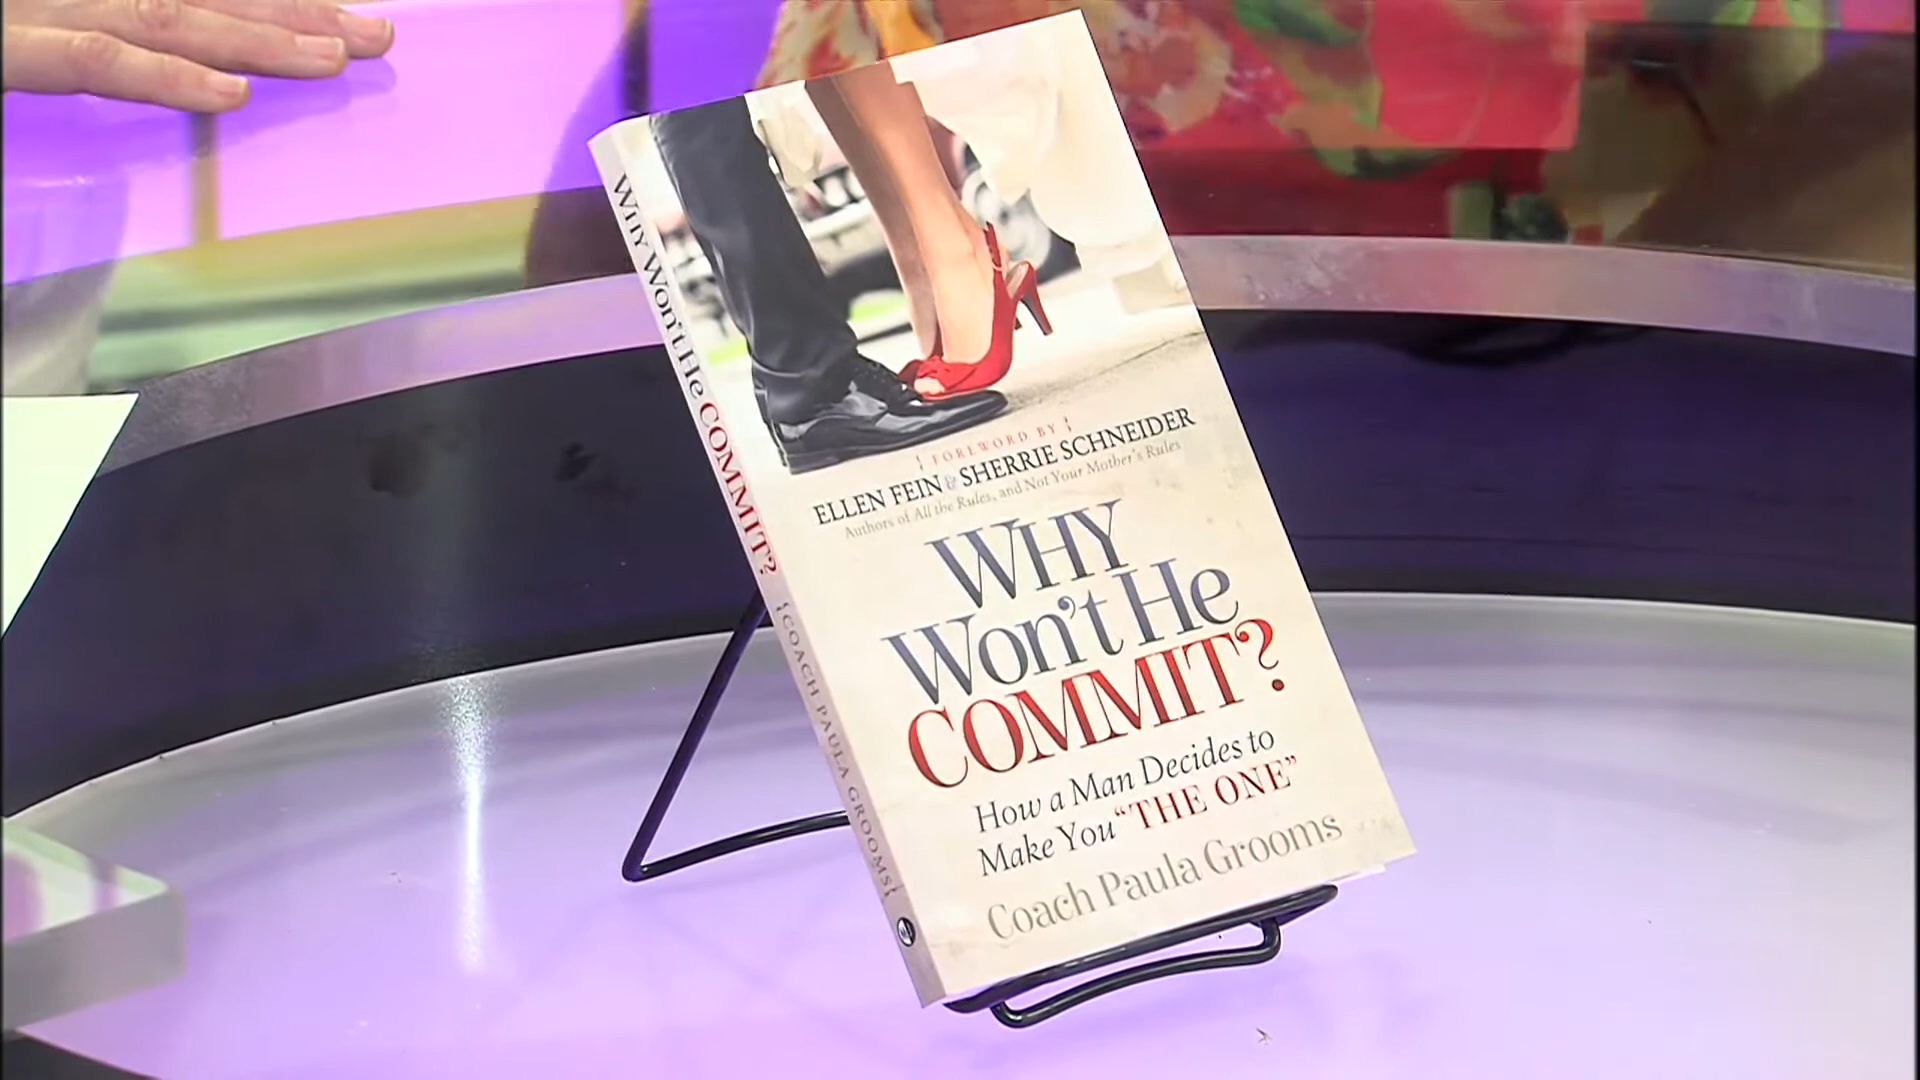 WHY WON'T HE COMMIT? {COACH PAULA GROOMS}
{FOREWORD BY}
ELLEN FEIN & SHERRIE SCHNEIDER
Authors of All the Rules, and Not Your Mother's Rules
WHY
Won't He
COMMIT?
How a Man Decides to
Make You "THE ONE"
Coach Paula Grooms